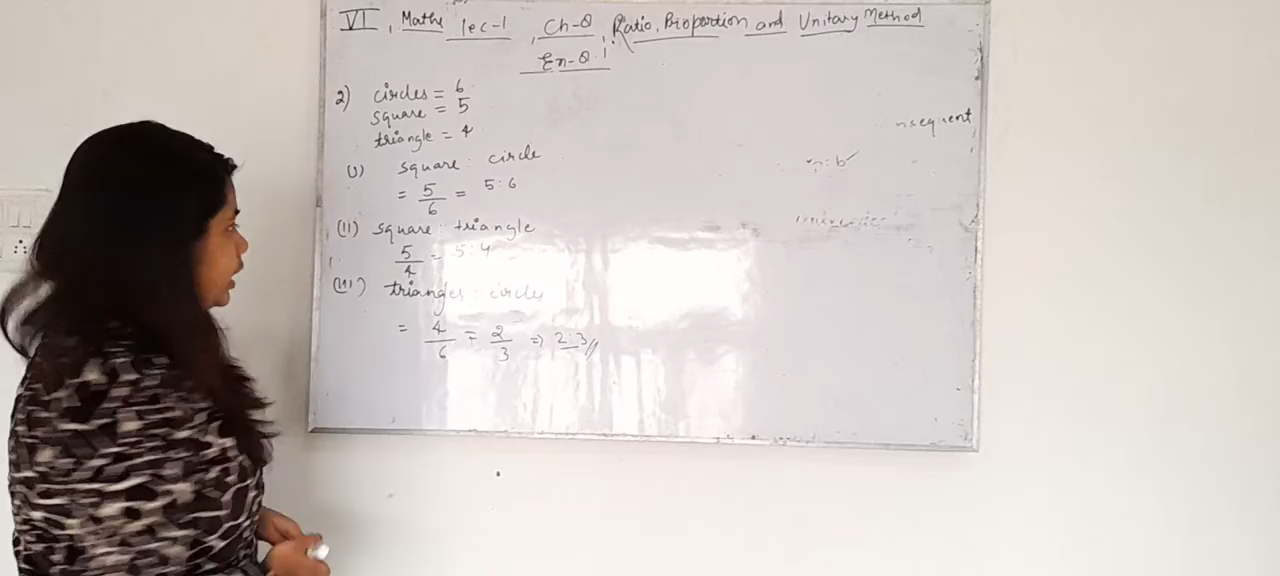 VI, Maths lec-1, Ch-8, Ratio, Proportion and Unitary Method
Ex-8.1
2) circles = 6
square = 5
triangle = 4
(I) square : circle
= 5/6 = 5:6
(II) square : triangle
5/4 = 5:4
(III) triangles : circles
= 4/6 = 2/3 => 2:3//
nsequent